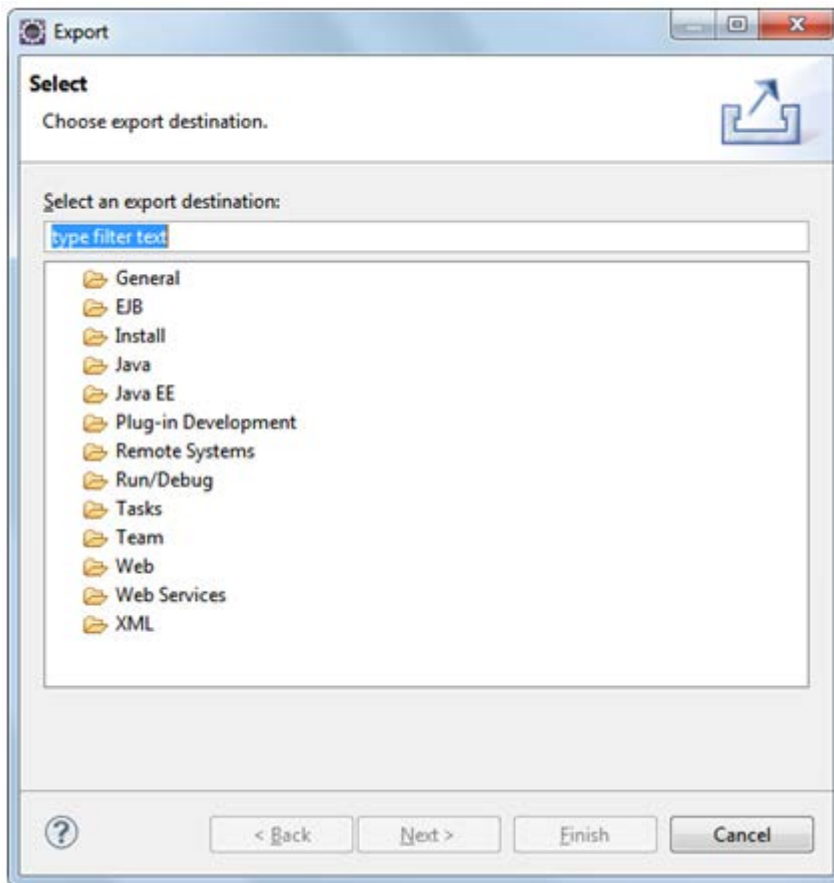 Export
Select
Choose export destination.
Select an export destination:
type filter text
General
EJB
Install
Java
Java EE
Plug-in Development
Remote Systems
Run/Debug
Tasks
Team
Web
Web Services
XML
? < Back Next > Finish Cancel